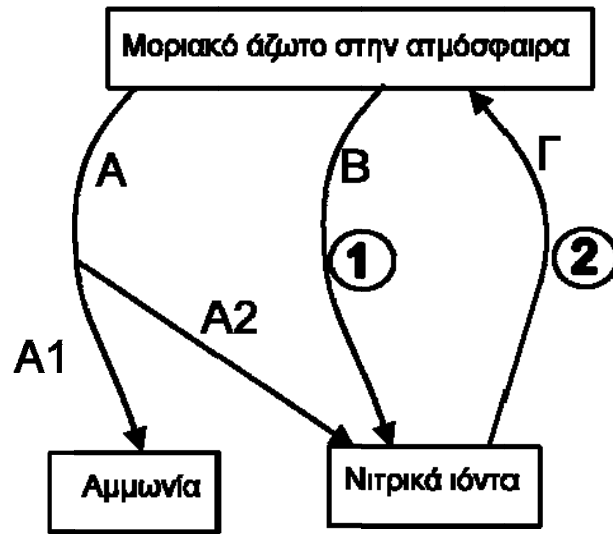 Μοριακό άζωτο στην ατμόσφαιρα
Α
Β
Γ
1
2
Α2
Α1
Αμμωνία
Νιτρικά ιόντα